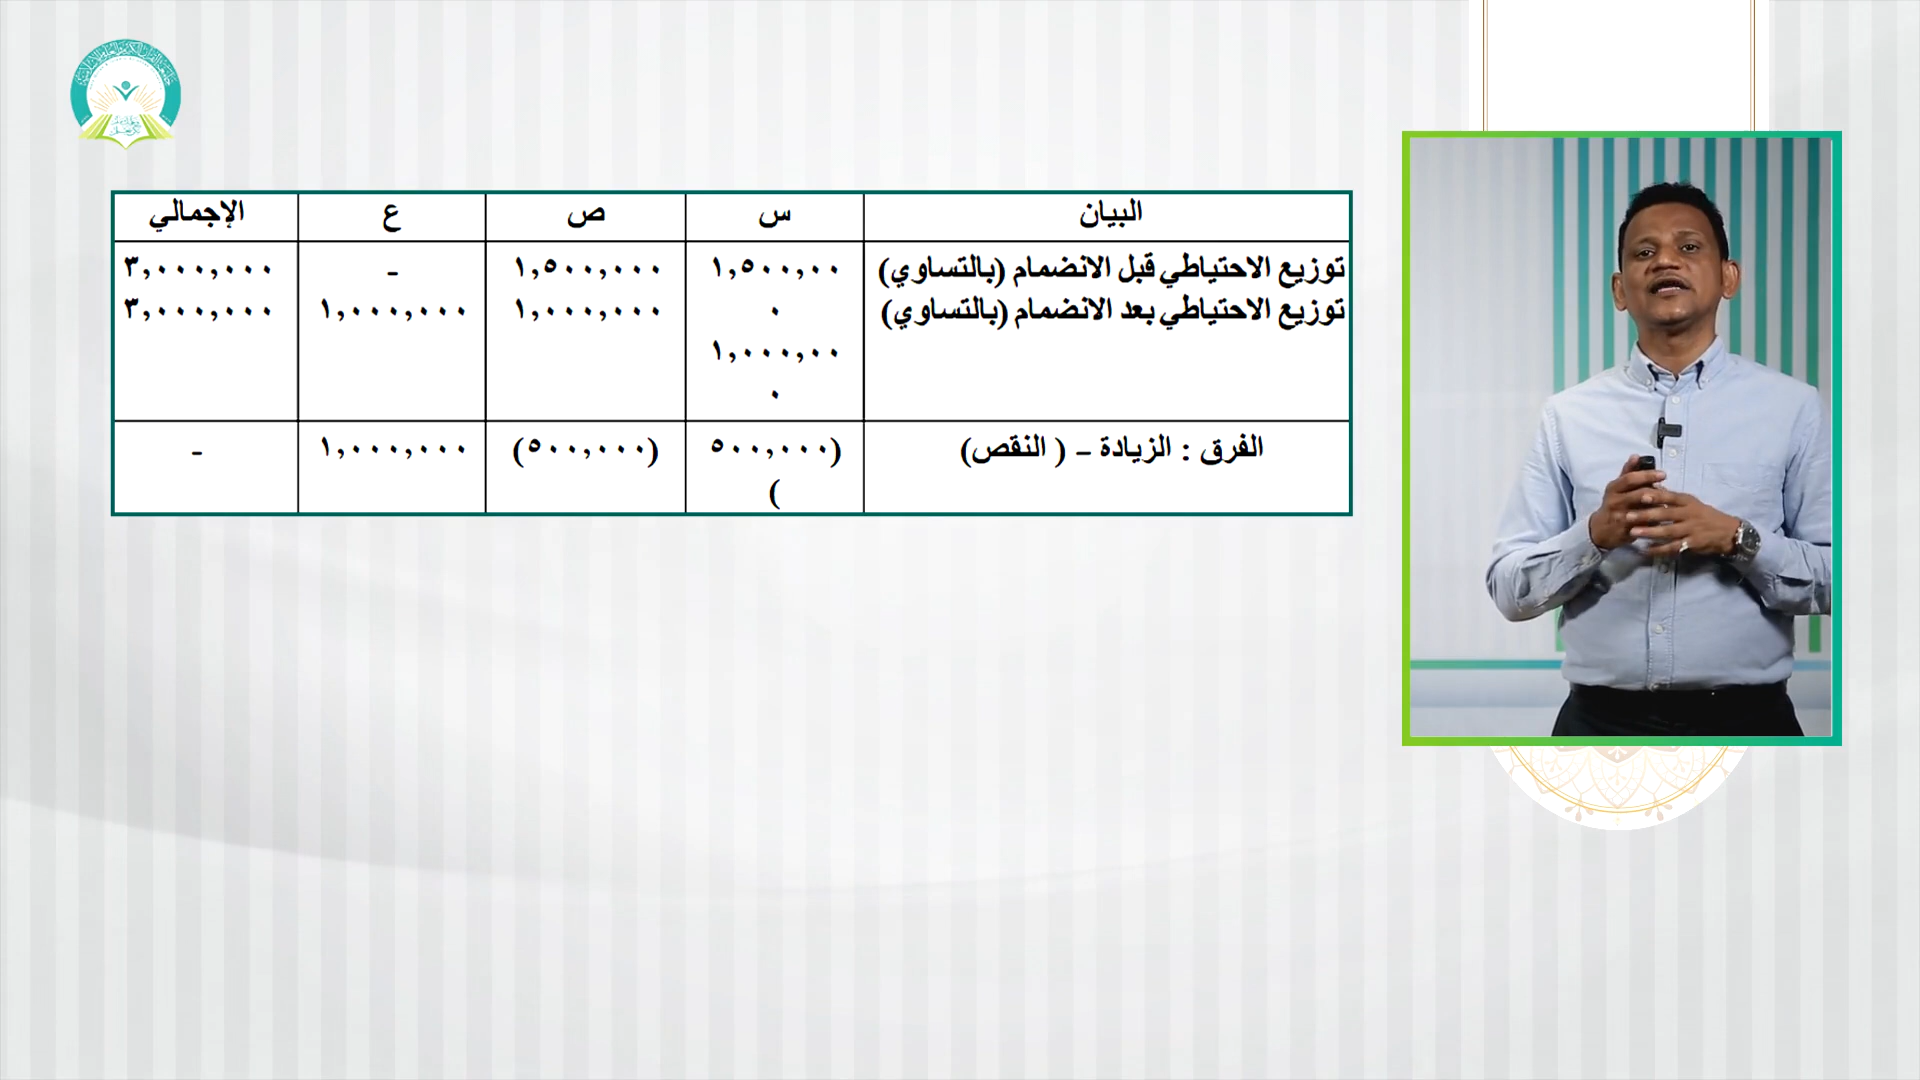 البيان س ص ع الإجمالي
توزيع الاحتياطي قبل الانضمام (بالتساوي) ١,٥٠٠,٠٠٠ ١,٥٠٠,٠٠٠ - ٣,٠٠٠,٠٠٠
توزيع الاحتياطي بعد الانضمام (بالتساوي) ١,٠٠٠,٠٠٠ ١,٠٠٠,٠٠٠ ١,٠٠٠,٠٠٠ ٣,٠٠٠,٠٠٠
الفرق : الزيادة – ( النقص) (٥٠٠,٠٠٠) (٥٠٠,٠٠٠) ١,٠٠٠,٠٠٠ -